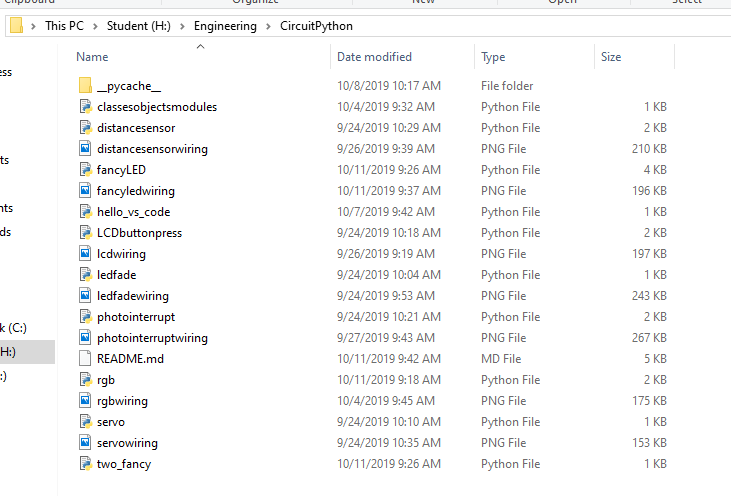 Clipboard Organize New Open Select
This PC > Student (H:) > Engineering > CircuitPython
Name Date modified Type Size
__pycache__ 10/8/2019 10:17 AM File folder
classesobjectsmodules 10/4/2019 9:32 AM Python File 1 KB
distancesensor 9/24/2019 10:29 AM Python File 2 KB
distancesensorwiring 9/26/2019 9:39 AM PNG File 210 KB
fancyLED 10/11/2019 9:26 AM Python File 4 KB
fancyledwiring 10/11/2019 9:37 AM PNG File 196 KB
hello_vs_code 10/7/2019 9:42 AM Python File 1 KB
LCDbuttonpress 9/24/2019 10:18 AM Python File 2 KB
lcdwiring 9/26/2019 9:19 AM PNG File 197 KB
ledfade 9/24/2019 10:04 AM Python File 1 KB
ledfadewiring 9/24/2019 9:53 AM PNG File 243 KB
photointerrupt 9/24/2019 10:21 AM Python File 2 KB
photointerruptwiring 9/27/2019 9:43 AM PNG File 267 KB
README.md 10/11/2019 9:42 AM MD File 5 KB
rgb 10/11/2019 9:18 AM Python File 2 KB
rgbwiring 10/4/2019 9:45 AM PNG File 175 KB
servo 9/24/2019 10:10 AM Python File 1 KB
servowiring 9/24/2019 10:35 AM PNG File 153 KB
two_fancy 10/11/2019 9:26 AM Python File 1 KB
ess
ts
nts
ds
k (C:)
H:)
:)